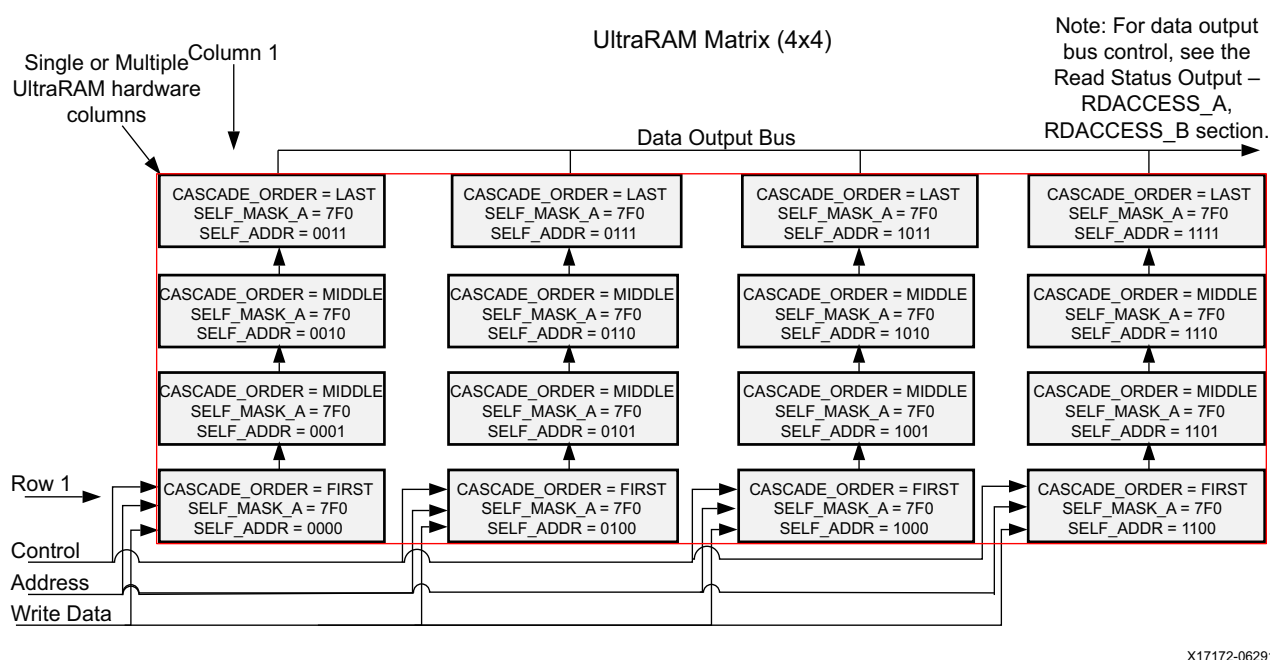 UltraRAM Matrix (4x4)
Note: For data output
bus control, see the
Read Status Output –
RDACCESS_A,
RDACCESS_B section.
Column 1
Single or Multiple
UltraRAM hardware
columns
Data Output Bus
CASCADE_ORDER = LAST
SELF_MASK_A = 7F0
SELF_ADDR = 0011
CASCADE_ORDER = LAST
SELF_MASK_A = 7F0
SELF_ADDR = 0111
CASCADE_ORDER = LAST
SELF_MASK_A = 7F0
SELF_ADDR = 1011
CASCADE_ORDER = LAST
SELF_MASK_A = 7F0
SELF_ADDR = 1111
CASCADE_ORDER = MIDDLE
SELF_MASK_A = 7F0
SELF_ADDR = 0010
CASCADE_ORDER = MIDDLE
SELF_MASK_A = 7F0
SELF_ADDR = 0110
CASCADE_ORDER = MIDDLE
SELF_MASK_A = 7F0
SELF_ADDR = 1010
CASCADE_ORDER = MIDDLE
SELF_MASK_A = 7F0
SELF_ADDR = 1110
CASCADE_ORDER = MIDDLE
SELF_MASK_A = 7F0
SELF_ADDR = 0001
CASCADE_ORDER = MIDDLE
SELF_MASK_A = 7F0
SELF_ADDR = 0101
CASCADE_ORDER = MIDDLE
SELF_MASK_A = 7F0
SELF_ADDR = 1001
CASCADE_ORDER = MIDDLE
SELF_MASK_A = 7F0
SELF_ADDR = 1101
Row 1
CASCADE_ORDER = FIRST
SELF_MASK_A = 7F0
SELF_ADDR = 0000
CASCADE_ORDER = FIRST
SELF_MASK_A = 7F0
SELF_ADDR = 0100
CASCADE_ORDER = FIRST
SELF_MASK_A = 7F0
SELF_ADDR = 1000
CASCADE_ORDER = FIRST
SELF_MASK_A = 7F0
SELF_ADDR = 1100
Control
Address
Write Data